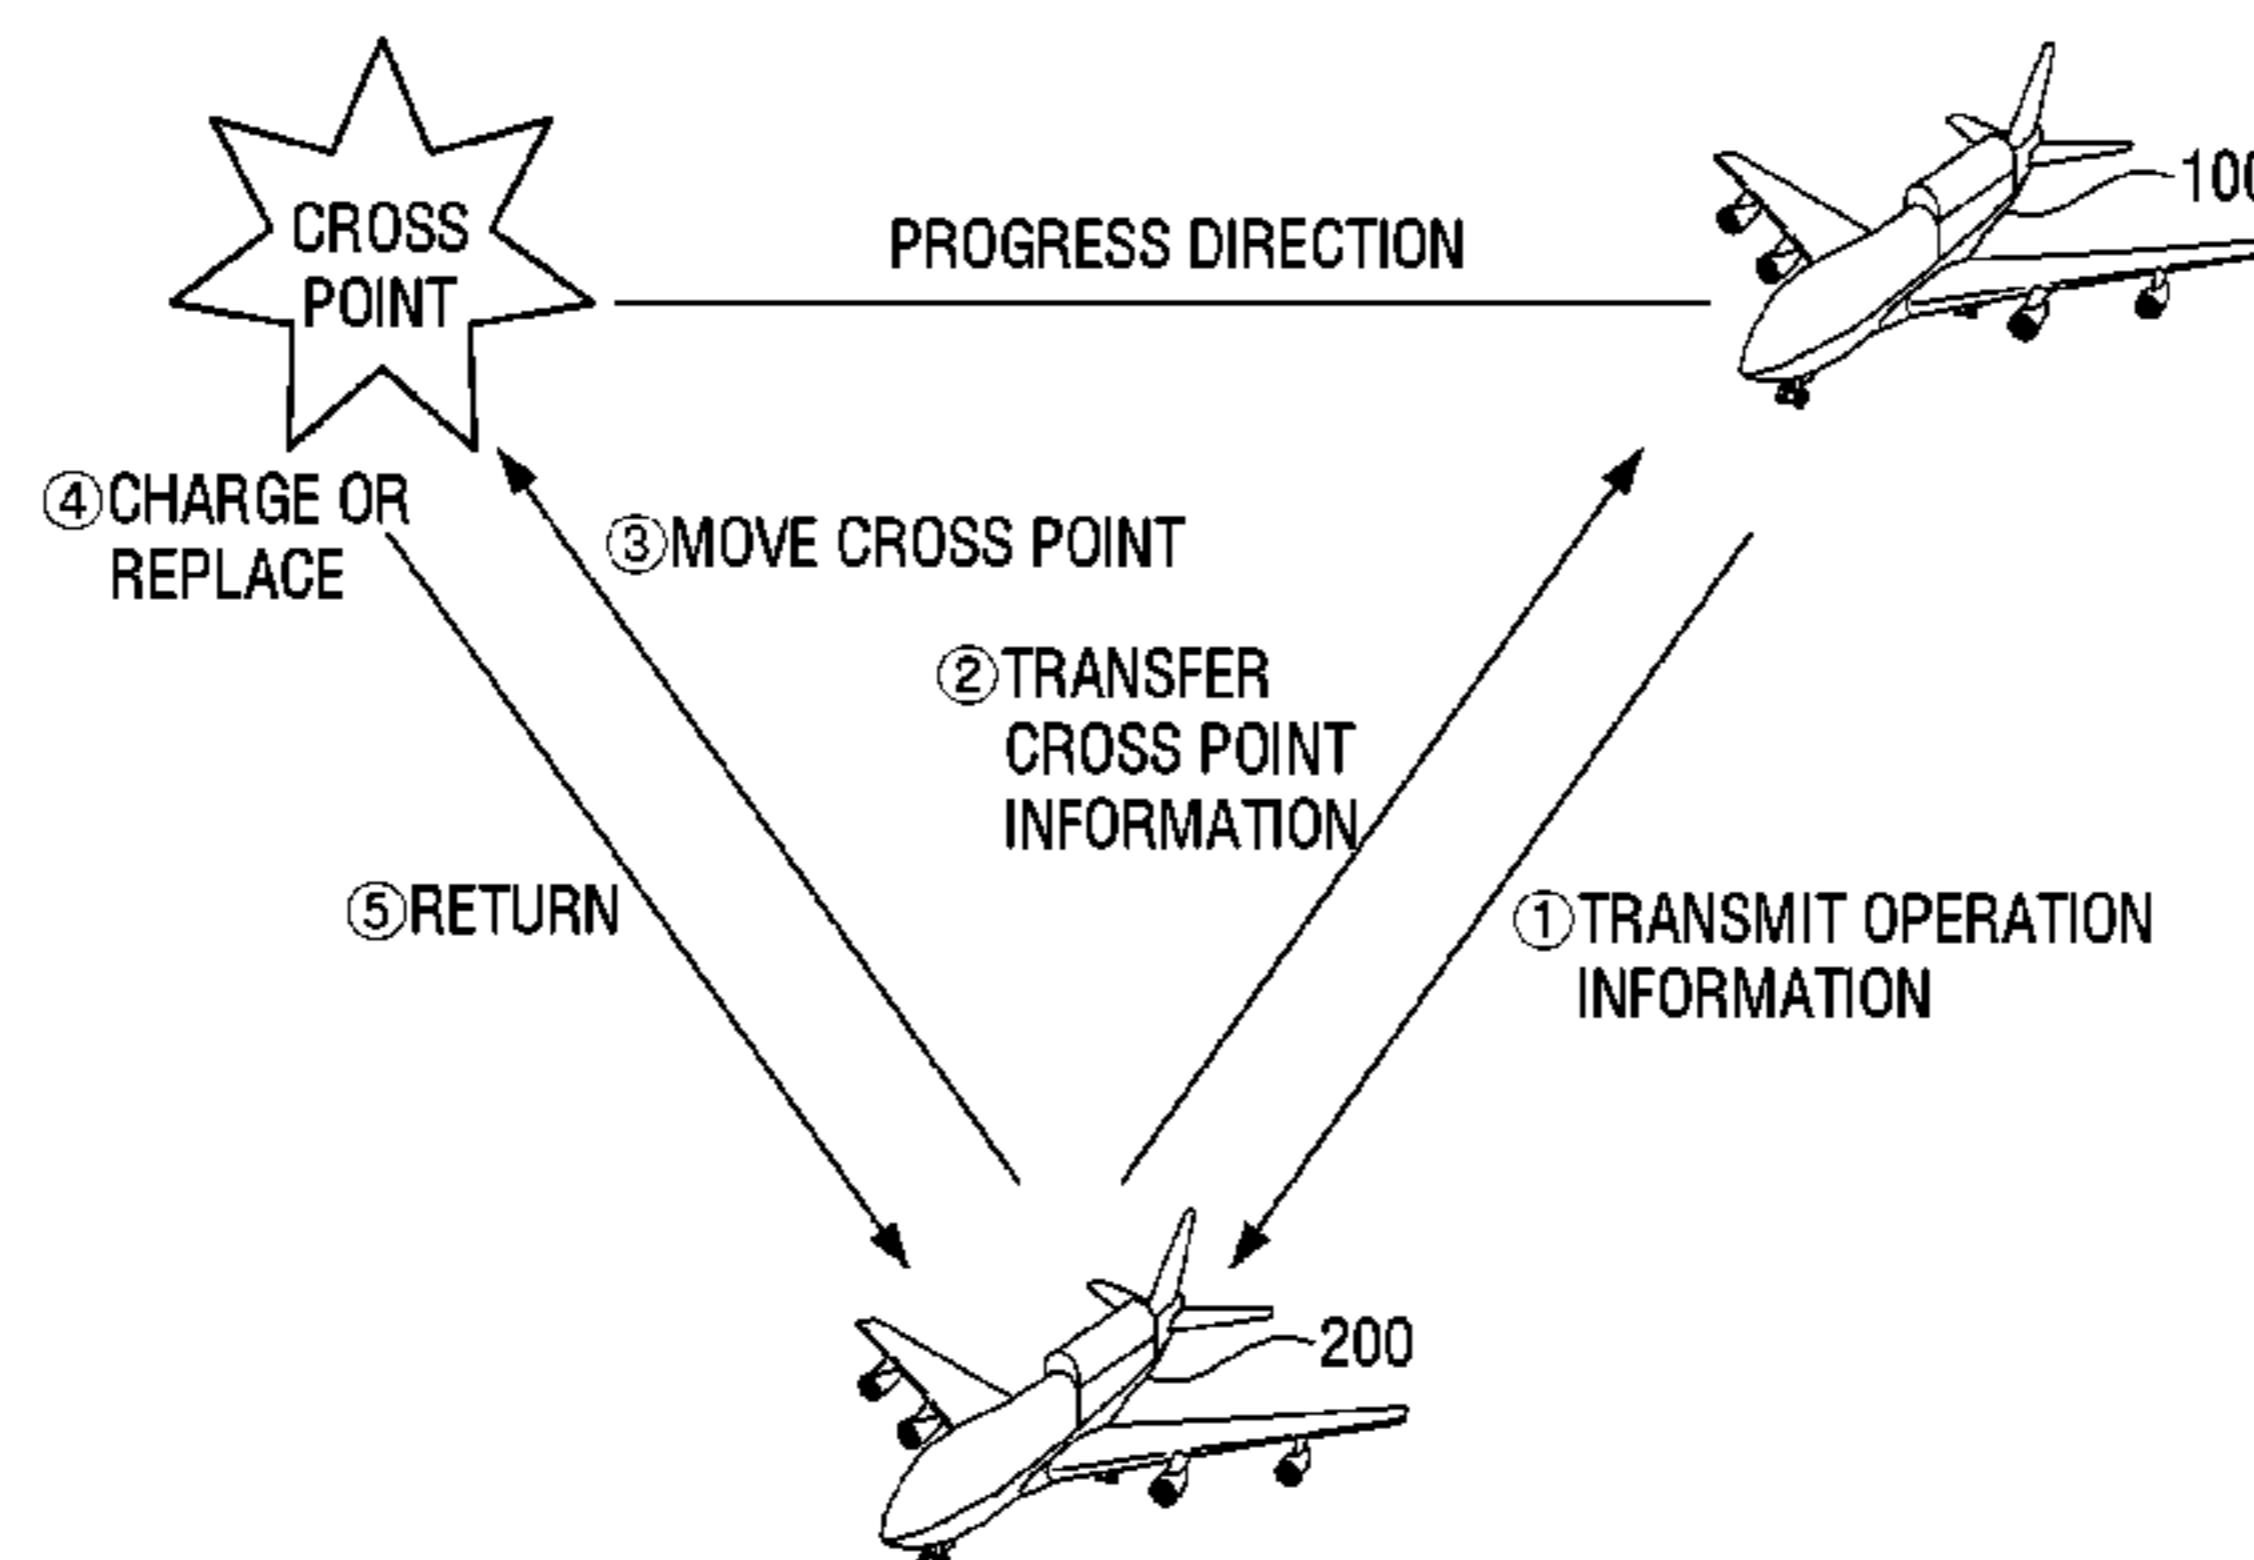 CROSS
POINT
PROGRESS DIRECTION
④CHARGE OR
REPLACE
③MOVE CROSS POINT
②TRANSFER
CROSS POINT
INFORMATION
⑤RETURN
①TRANSMIT OPERATION
INFORMATION
200